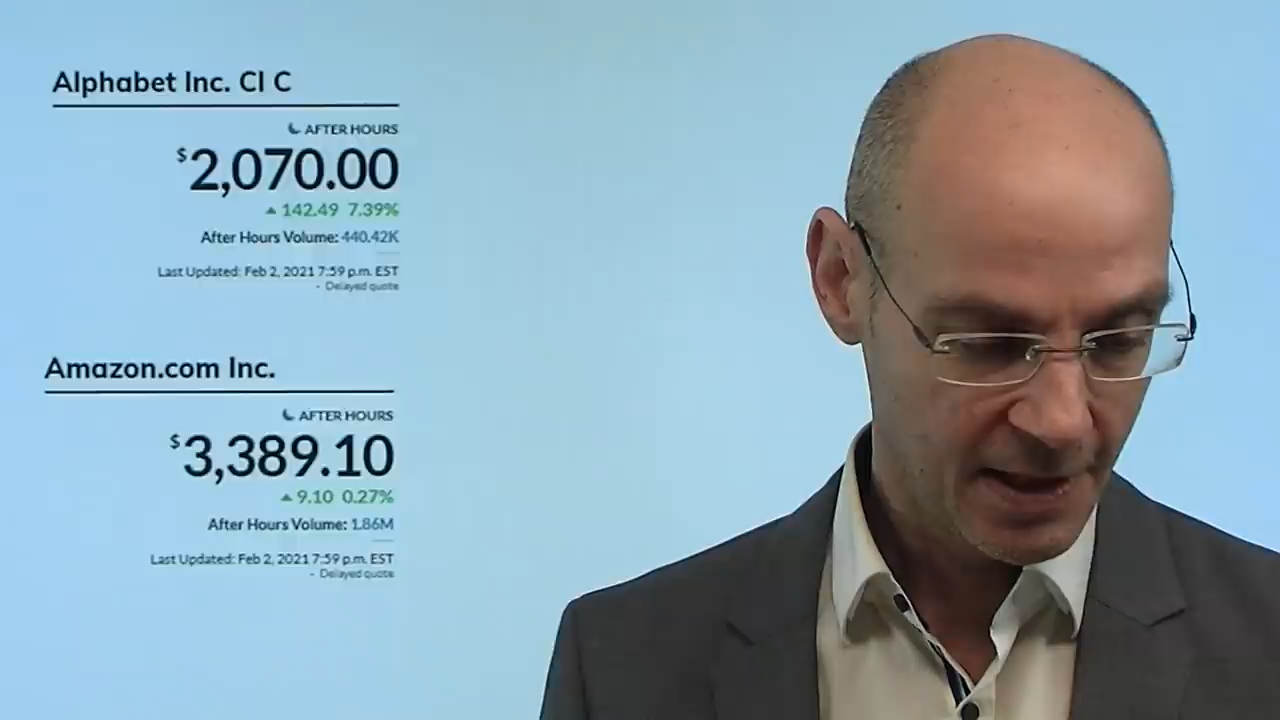 Alphabet Inc. Cl C
AFTER HOURS
$2,070.00
142.49 7.39%
After Hours Volume: 440.42K
Last Updated: Feb 2, 2021 7:59 p.m. EST
- Delayed quote
Amazon.com Inc.
AFTER HOURS
$3,389.10
9.10 0.27%
After Hours Volume: 1.86M
Last Updated: Feb 2, 2021 7:59 p.m. EST
- Delayed quote